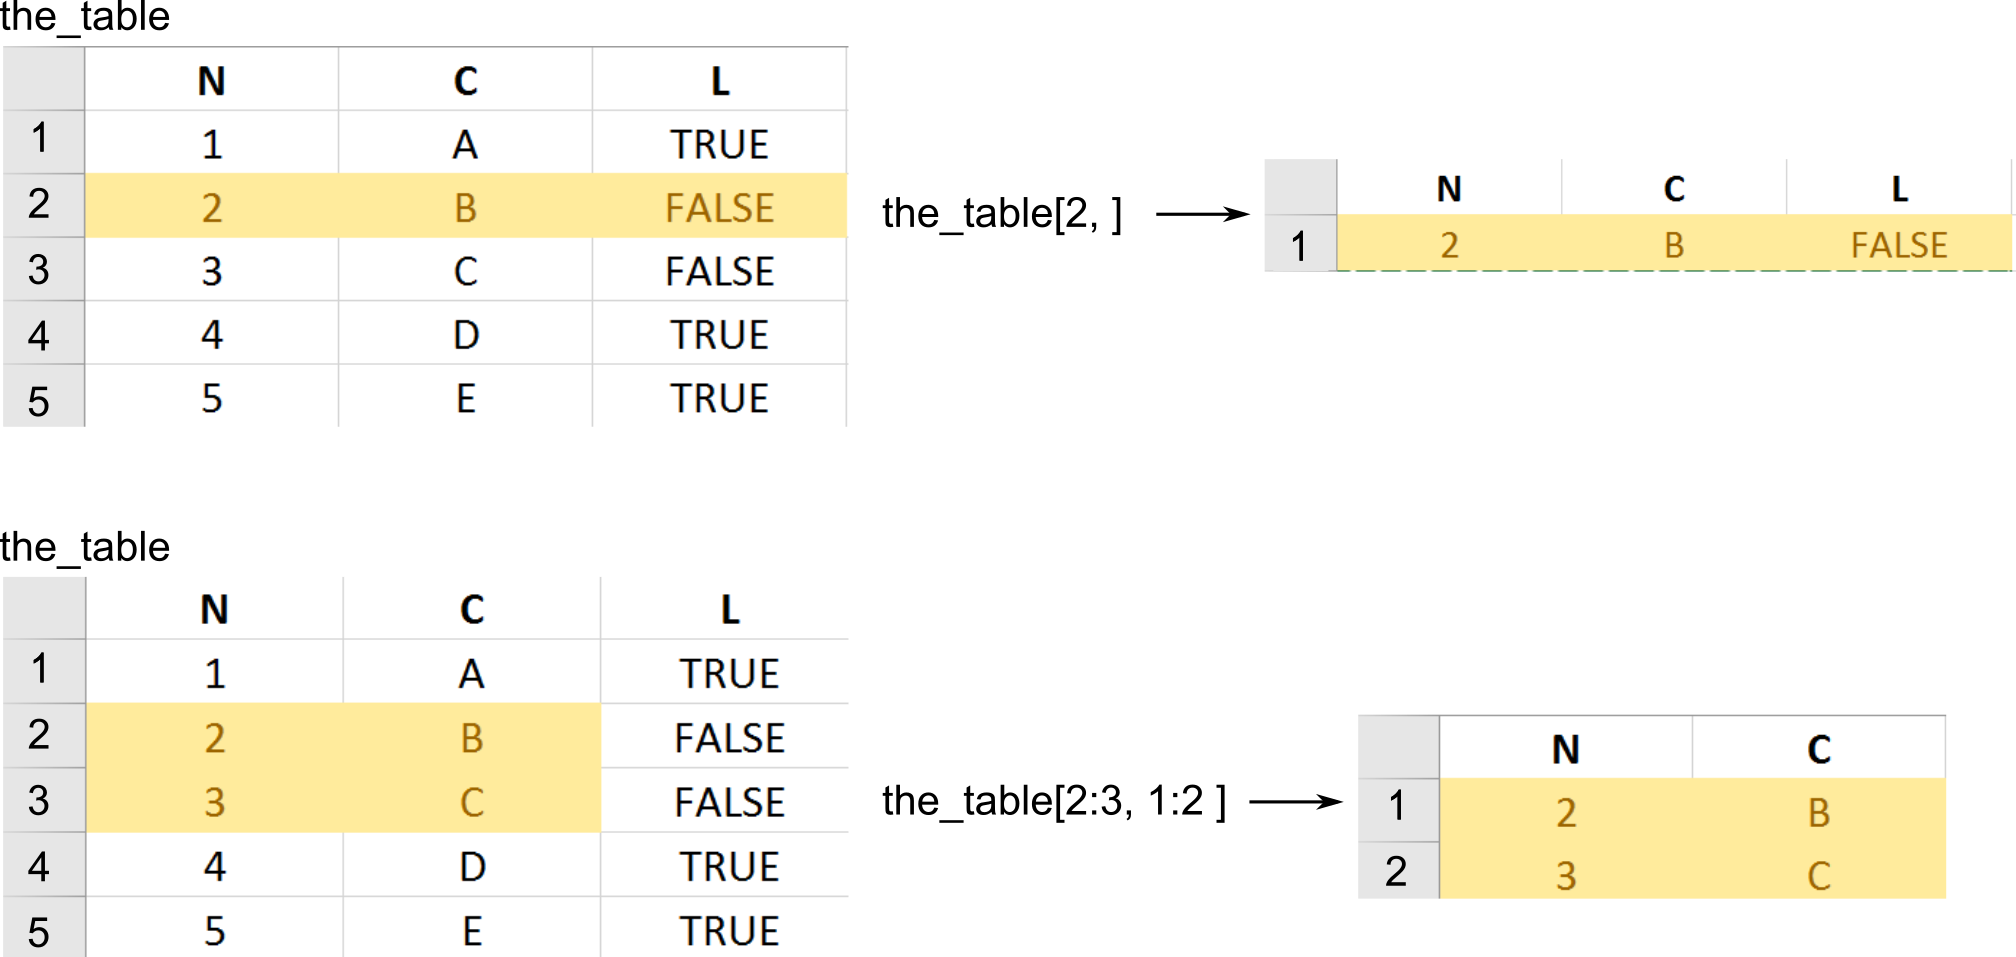 the_table
N C L
1 1 A TRUE
2 2 B FALSE
3 3 C FALSE
4 4 D TRUE
5 5 E TRUE
the_table[2, ]
N C L
1 2 B FALSE
the_table
N C L
1 1 A TRUE
2 2 B FALSE
3 3 C FALSE
4 4 D TRUE
5 5 E TRUE
the_table[2:3, 1:2 ]
N C
1 2 B
2 3 C